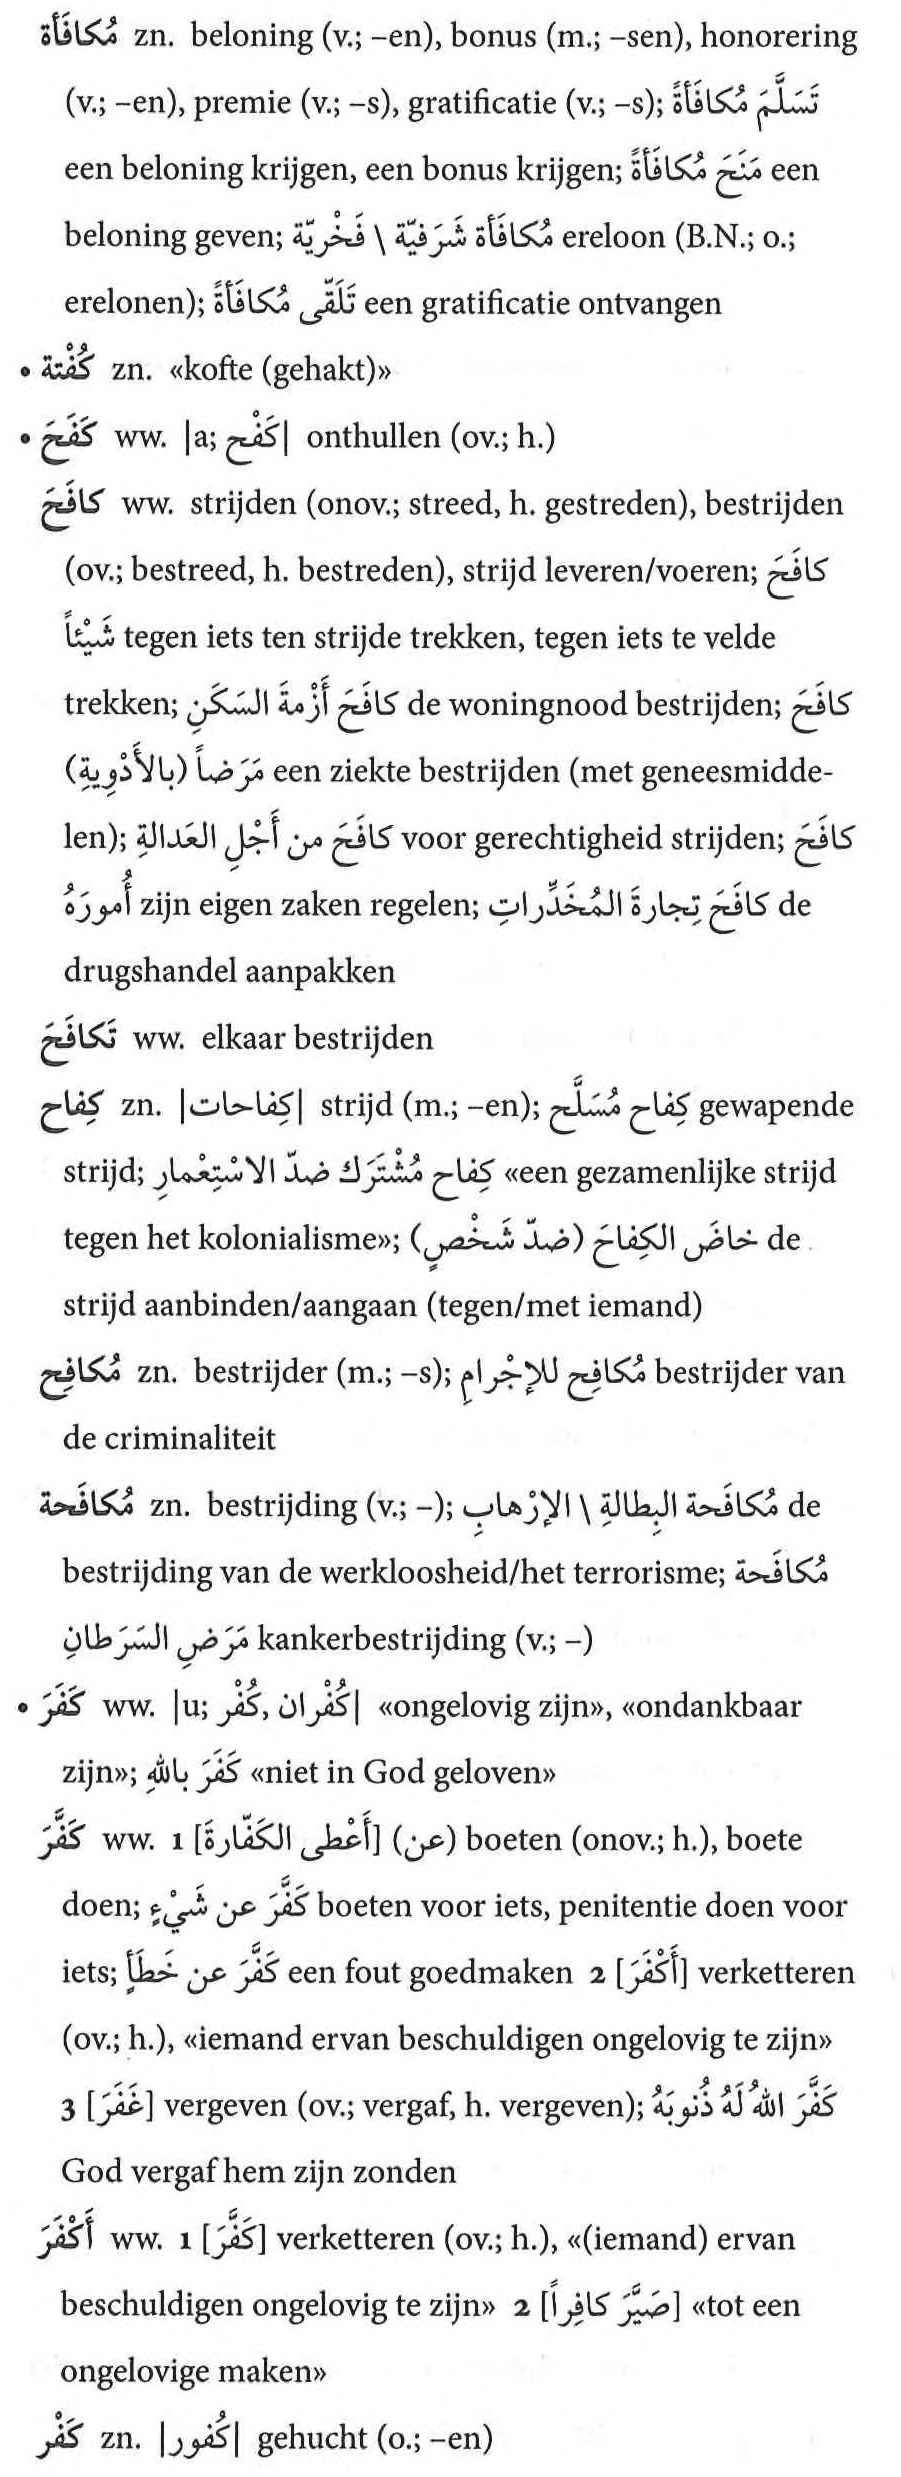 مُكافَأة zn. beloning (v.; –en), bonus (m.; –sen), honorering
(v.; –en), premie (v.; –s), gratificatie (v.; –s); تَسَلَّمَ مُكافَأةً
een beloning krijgen, een bonus krijgen; مَنَحَ مُكافَأةً een
beloning geven; مُكافَأة شَرَفيّة \ فَخْريّة ereloon (B.N.; o.;
erelonen); تَلَقّى مُكافَأةً een gratificatie ontvangen
• كُفْتة zn. «kofte (gehakt)»
• كَفَحَ ww. |a; كَفْح| onthullen (ov.; h.)
كافَحَ ww. strijden (onov.; streed, h. gestreden), bestrijden
(ov.; bestreed, h. bestreden), strijd leveren/voeren; كافَحَ
شَيْئاً tegen iets ten strijde trekken, tegen iets te velde
trekken; كافَحَ أَزْمةَ السَكَنِ de woningnood bestrijden; كافَحَ
مَرَضاً (بالأَدْوِيةِ) een ziekte bestrijden (met geneesmidde-
len); كافَحَ من أَجْلِ العَدالةِ voor gerechtigheid strijden; كافَحَ
أُمورَهُ zijn eigen zaken regelen; كافَحَ تِجارةَ المُخَدِّراتِ de
drugshandel aanpakken
تَكافَحَ ww. elkaar bestrijden
كِفاح zn. |كِفاحات| strijd (m.; –en); كِفاح مُسَلَّح gewapende
strijd; كِفاح مُشْتَرَك ضدّ الاسْتِعْمارِ «een gezamenlijke strijd
tegen het kolonialisme»; خاضَ الكِفاحَ (ضدّ شَخْصٍ) de
strijd aanbinden/aangaan (tegen/met iemand)
مُكافِح zn. bestrijder (m.; –s); مُكافِح للإجْرامِ bestrijder van
de criminaliteit
مُكافَحة zn. bestrijding (v.; –); مُكافَحة البِطالةِ \ الإرْهابِ de
bestrijding van de werkloosheid/het terrorisme; مُكافَحة
مَرَضِ السَرَطانِ kankerbestrijding (v.; –)
• كَفَرَ ww. |u; كُفْر, كُفْران| «ongelovig zijn», «ondankbaar
zijn»; كَفَرَ باللهِ «niet in God geloven»
كَفَّرَ ww. 1 [أَعْطى الكَفّارةَ] (عن) boeten (onov.; h.), boete
doen; كَفَّرَ عن شَيْءٍ boeten voor iets, penitentie doen voor
iets; كَفَّرَ عن خَطَأٍ een fout goedmaken 2 [أَكْفَرَ] verketteren
(ov.; h.), «iemand ervan beschuldigen ongelovig te zijn»
3 [غَفَرَ] vergeven (ov.; vergaf, h. vergeven); كَفَّرَ اللهُ لَهُ ذُنوبَهُ
God vergaf hem zijn zonden
أَكْفَرَ ww. 1 [كَفَّرَ] verketteren (ov.; h.), «(iemand) ervan
beschuldigen ongelovig te zijn» 2 [صَيَّرَ كافِراً] «tot een
ongelovige maken»
كَفْر zn. |كُفور| gehucht (o.; –en)